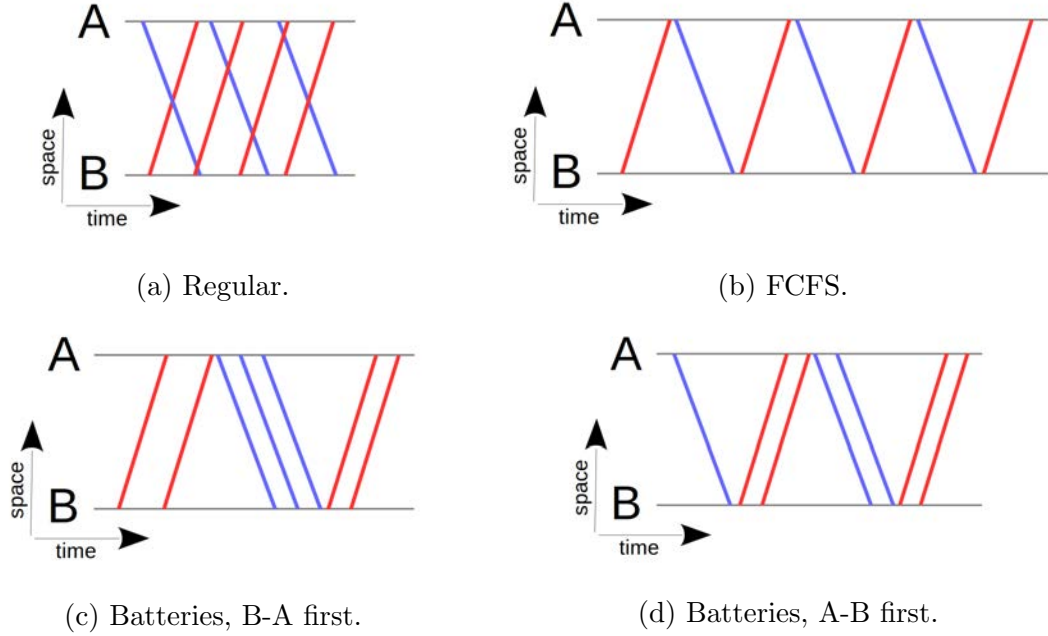 A
B
space
time
(a) Regular.
A
B
space
time
(b) FCFS.
A
B
space
time
(c) Batteries, B-A first.
A
B
space
time
(d) Batteries, A-B first.